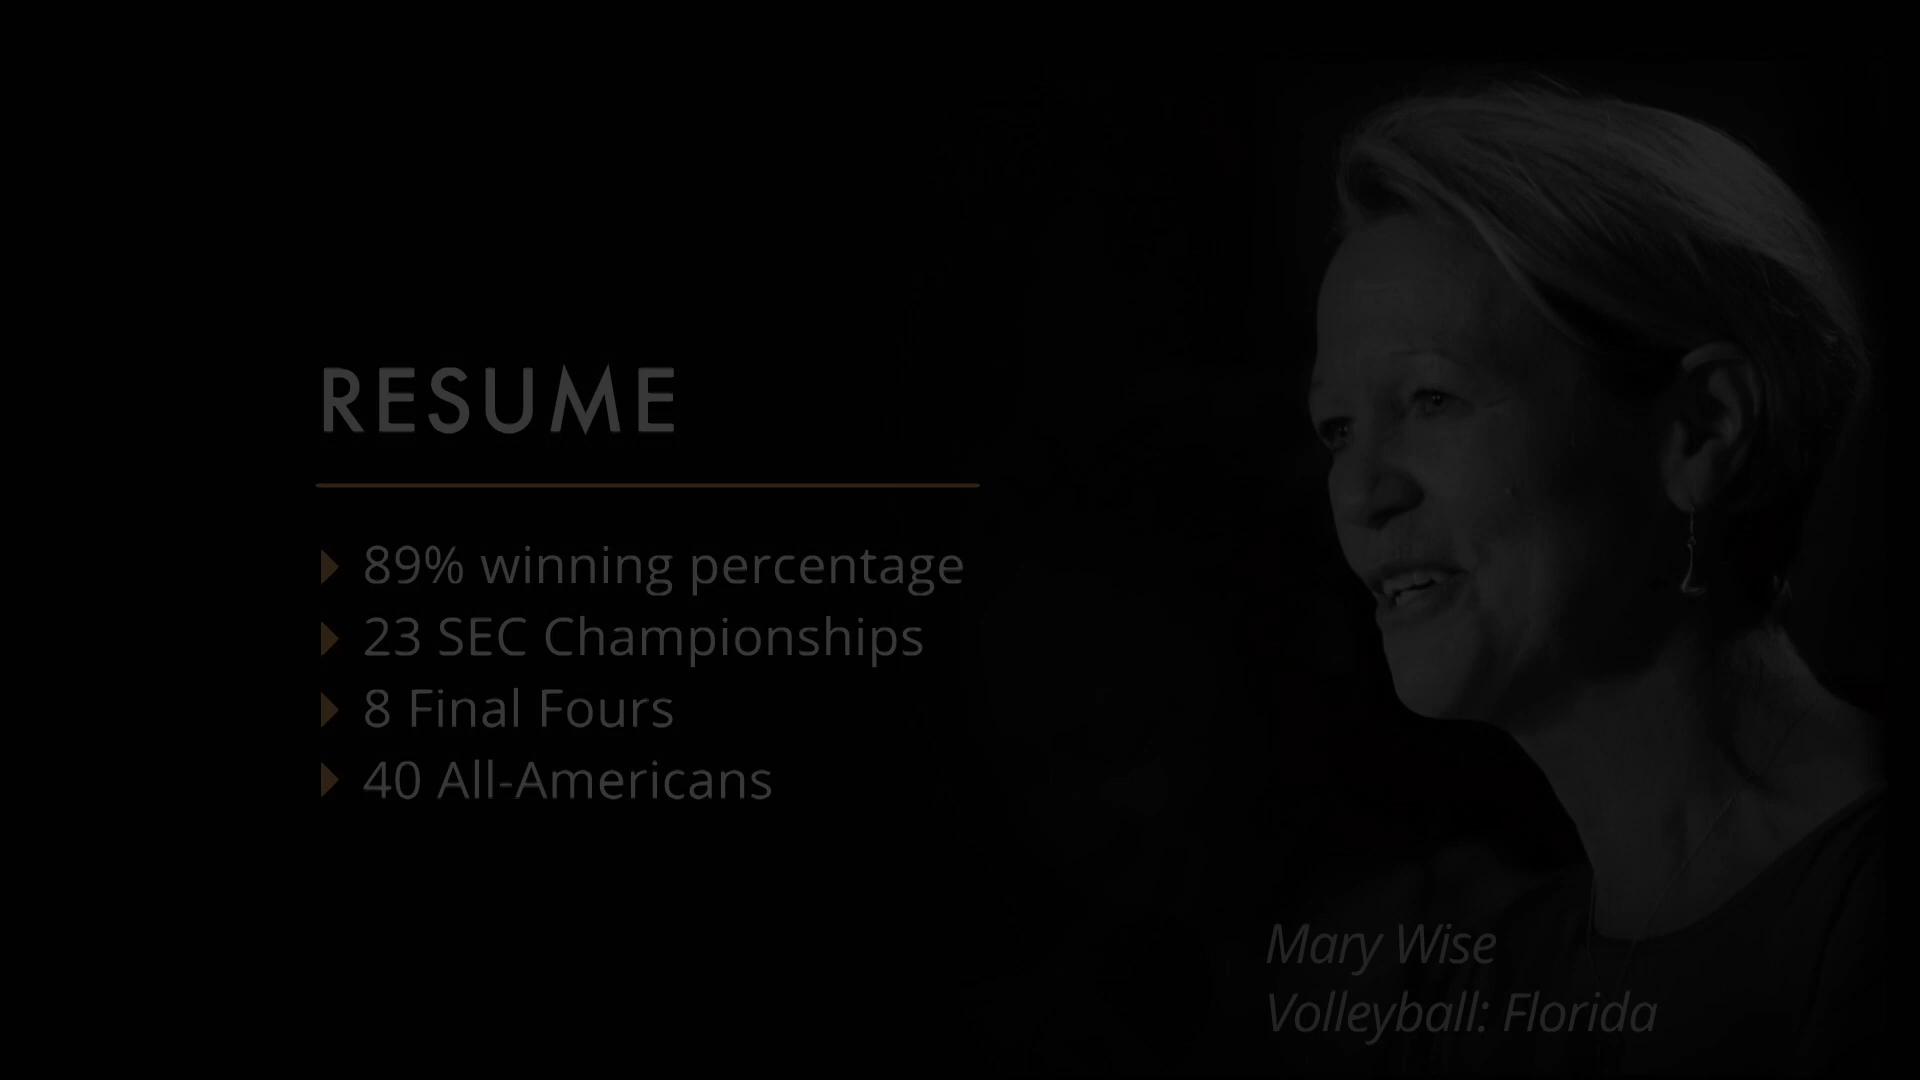 RESUME
89% winning percentage
23 SEC Championships
8 Final Fours
40 All-Americans
Mary Wise
Volleyball: Florida